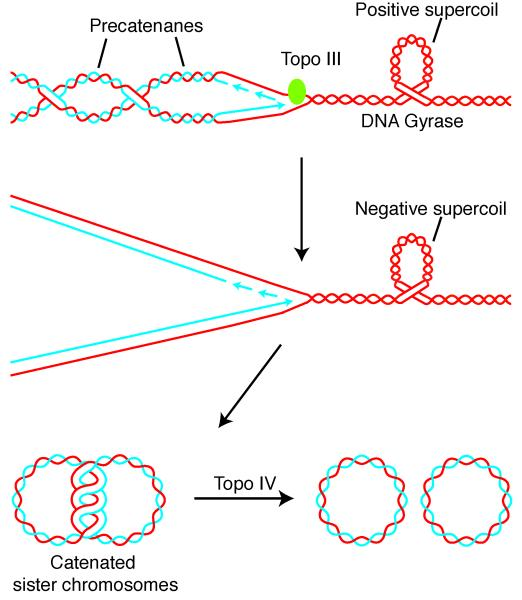 Positive supercoil
Precatenanes
Topo III
DNA Gyrase
Negative supercoil
Topo IV
Catenated
sister chromosomes